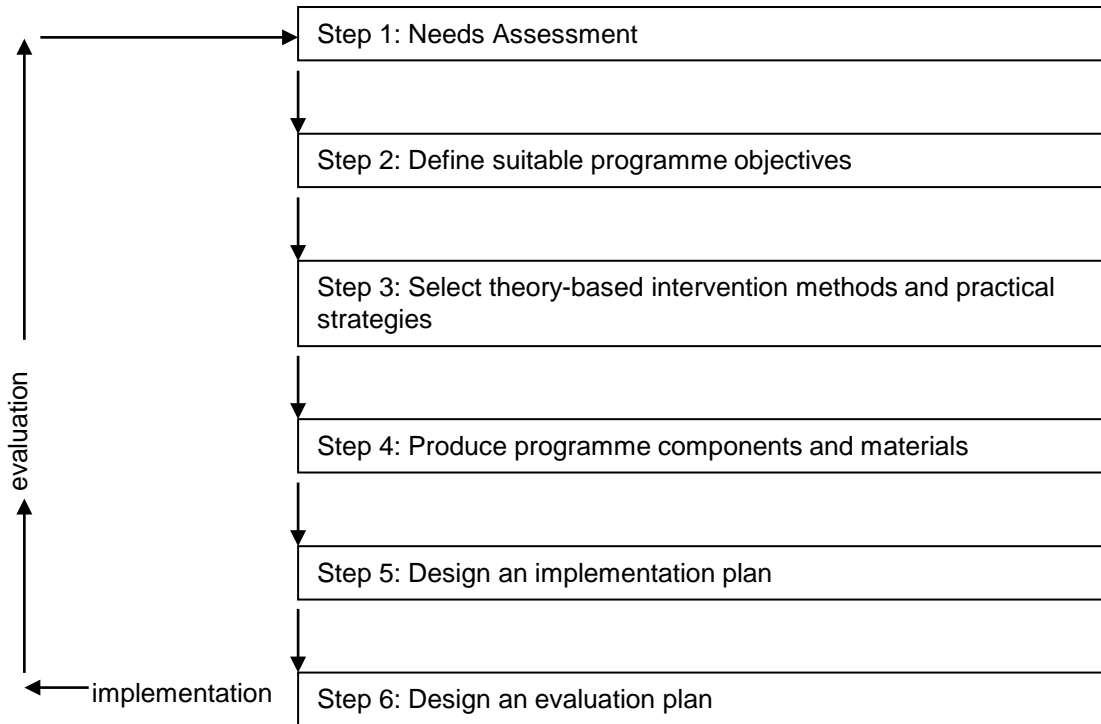 Step 1: Needs Assessment
Step 2: Define suitable programme objectives
Step 3: Select theory-based intervention methods and practical
strategies
Step 4: Produce programme components and materials
Step 5: Design an implementation plan
Step 6: Design an evaluation plan
implementation
evaluation